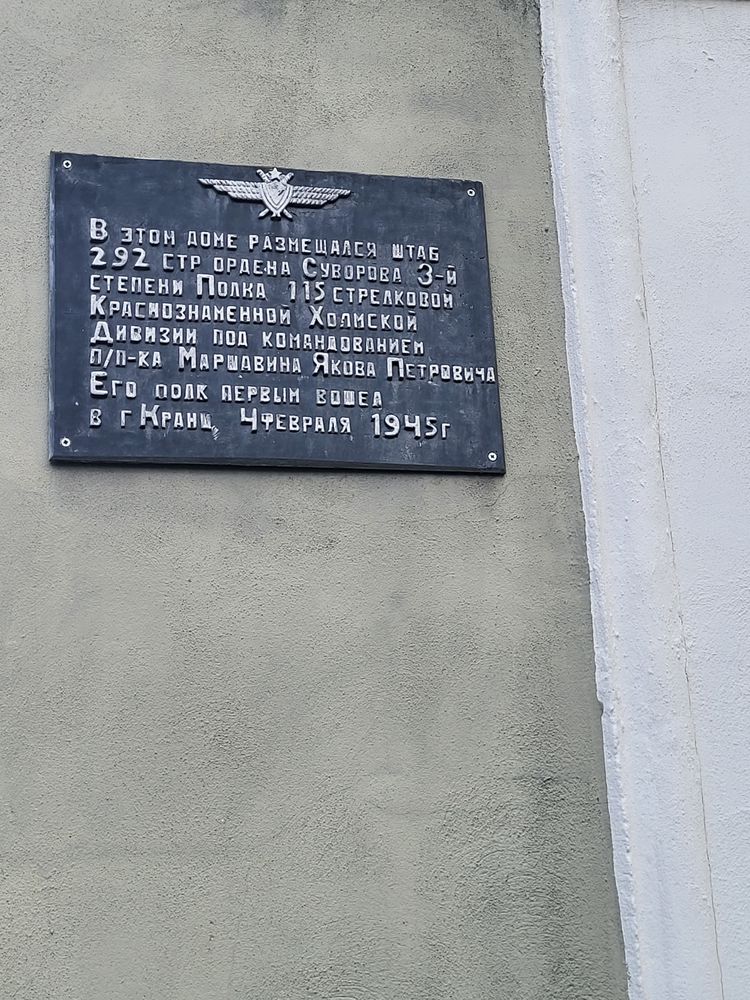 В этом доме размещался штаб
292 стр ордена Суворова 3-й
степени Полка 115 стрелковой
Краснознаменной Холмской
Дивизии под командованием
п/п-ка Маршавина Якова Петровича
Его полк первым вошел
в г Кранц, 4 февраля 1945г